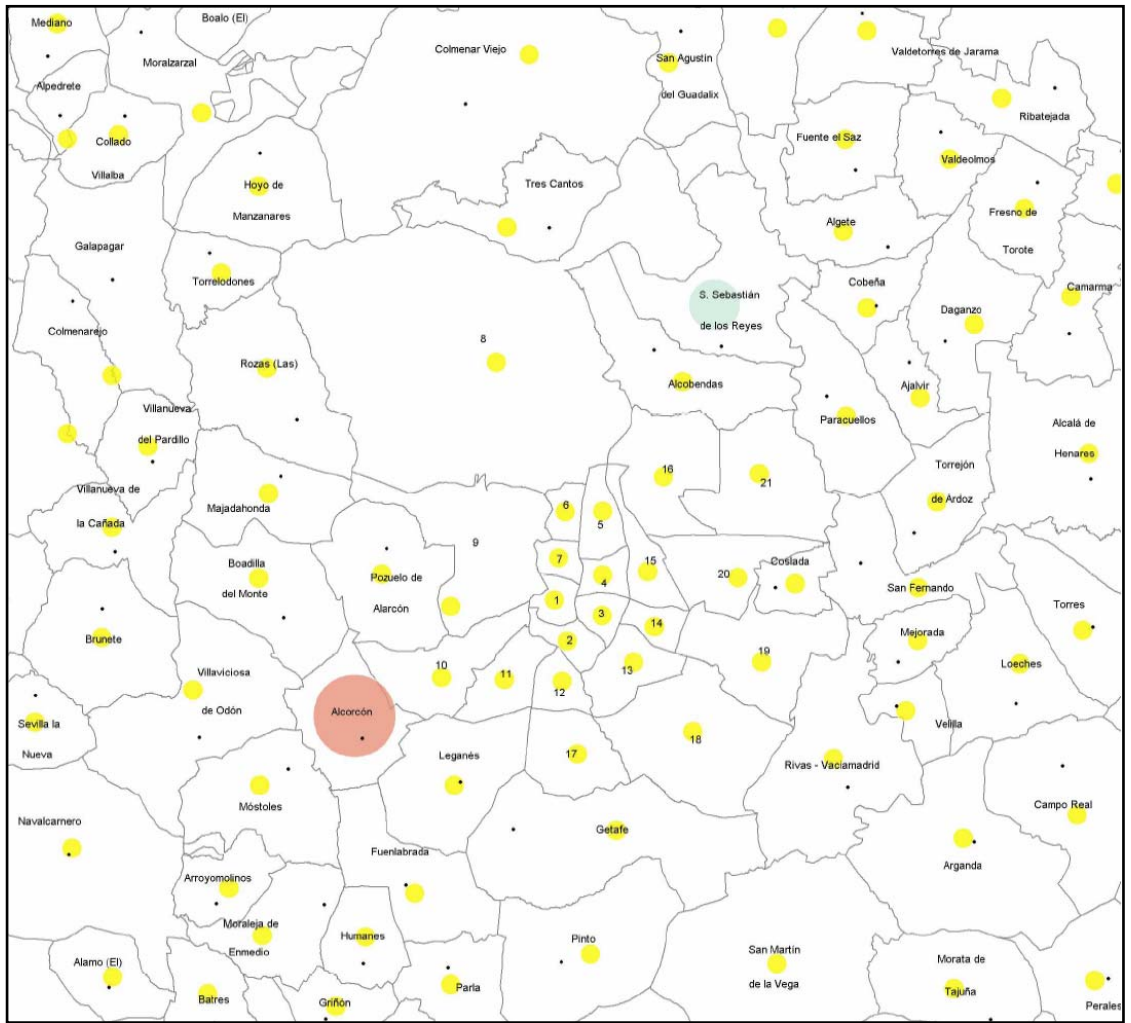 Mediano
Boalo (El)
Moralzarzal
Colmenar Viejo
San Agustín
del Guadalix
Valdetorres de Jarama
Alpedrete
Ribatejada
Collado
Villalba
Fuente el Saz
Valdeolmos
Hoyo de
Manzanares
Tres Cantos
Fresno de
Torote
Algete
Galapagar
Torrelodones
Cobeña
Camarma
S. Sebastián
de los Reyes
Daganzo
Colmenarejo
8
Rozas (Las)
Alcobendas
Ajalvir
Villanueva
del Pardillo
Paracuellos
Alcalá de
Henares
Torrejón
de Ardoz
16
21
Villanueva de
la Cañada
Majadahonda
6
5
9
7
15
Boadilla
del Monte
Pozuelo de
Alarcón
4
20
Coslada
San Fernando
1
3
Torres
Brunete
2
14
Mejorada
13
19
Loeches
Villaviciosa
de Odón
10
11
12
Sevilla la
Nueva
Alcorcón
Velilla
18
Leganés
17
Rivas - Vaciamadrid
Móstoles
Campo Real
Navalcarnero
Getafe
Fuenlabrada
Arganda
Arroyomolinos
Moraleja de
Enmedio
Humanes
Pinto
San Martín
de la Vega
Alamo (El)
Morata de
Tajuña
Batres
Griñón
Parla
Perales